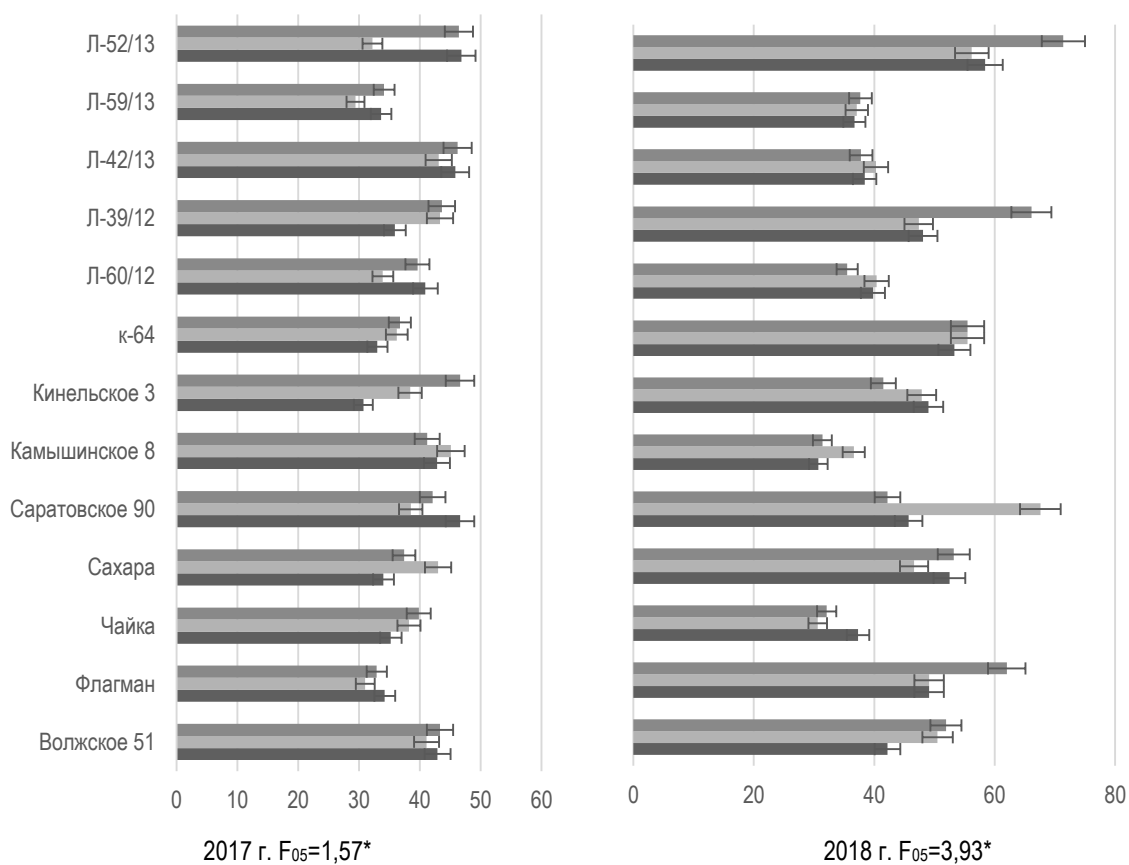 Л-52/13
Л-59/13
Л-42/13
Л-39/12
Л-60/12
к-64
Кинельское 3
Камышинское 8
Саратовское 90
Сахара
Чайка
Флагман
Волжское 51
0 10 20 30 40 50 60
0 20 40 60 80
2017 г. F05=1,57*
2018 г. F05=3,93*